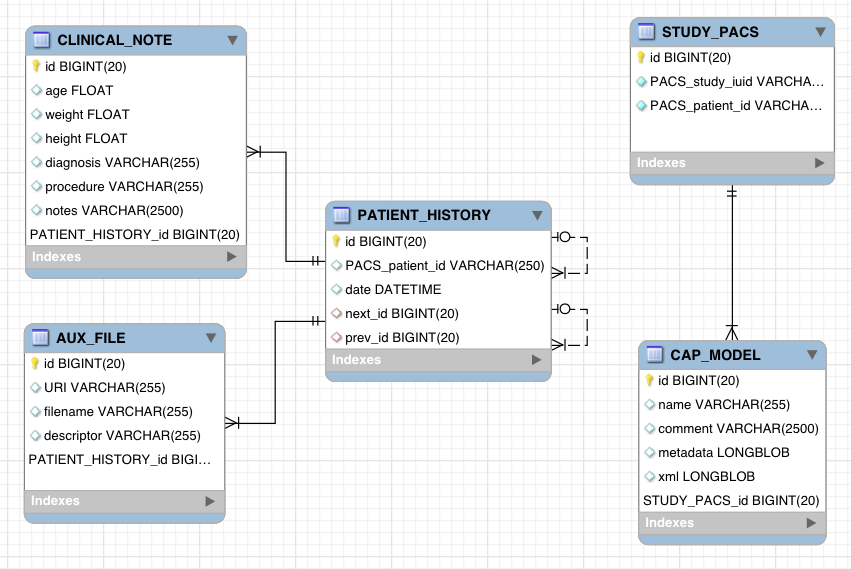 CLINICAL_NOTE
id BIGINT(20)
age FLOAT
weight FLOAT
height FLOAT
diagnosis VARCHAR(255)
procedure VARCHAR(255)
notes VARCHAR(2500)
PATIENT_HISTORY_id BIGINT(20)
Indexes
AUX_FILE
id BIGINT(20)
URI VARCHAR(255)
filename VARCHAR(255)
descriptor VARCHAR(255)
PATIENT_HISTORY_id BIGI...
Indexes
PATIENT_HISTORY
id BIGINT(20)
PACS_patient_id VARCHAR(250)
date DATETIME
next_id BIGINT(20)
prev_id BIGINT(20)
Indexes
STUDY_PACS
id BIGINT(20)
PACS_study_iuid VARCHA...
PACS_patient_id VARCHA...
Indexes
CAP_MODEL
id BIGINT(20)
name VARCHAR(255)
comment VARCHAR(2500)
metadata LONGBLOB
xml LONGBLOB
STUDY_PACS_id BIGINT(20)
Indexes